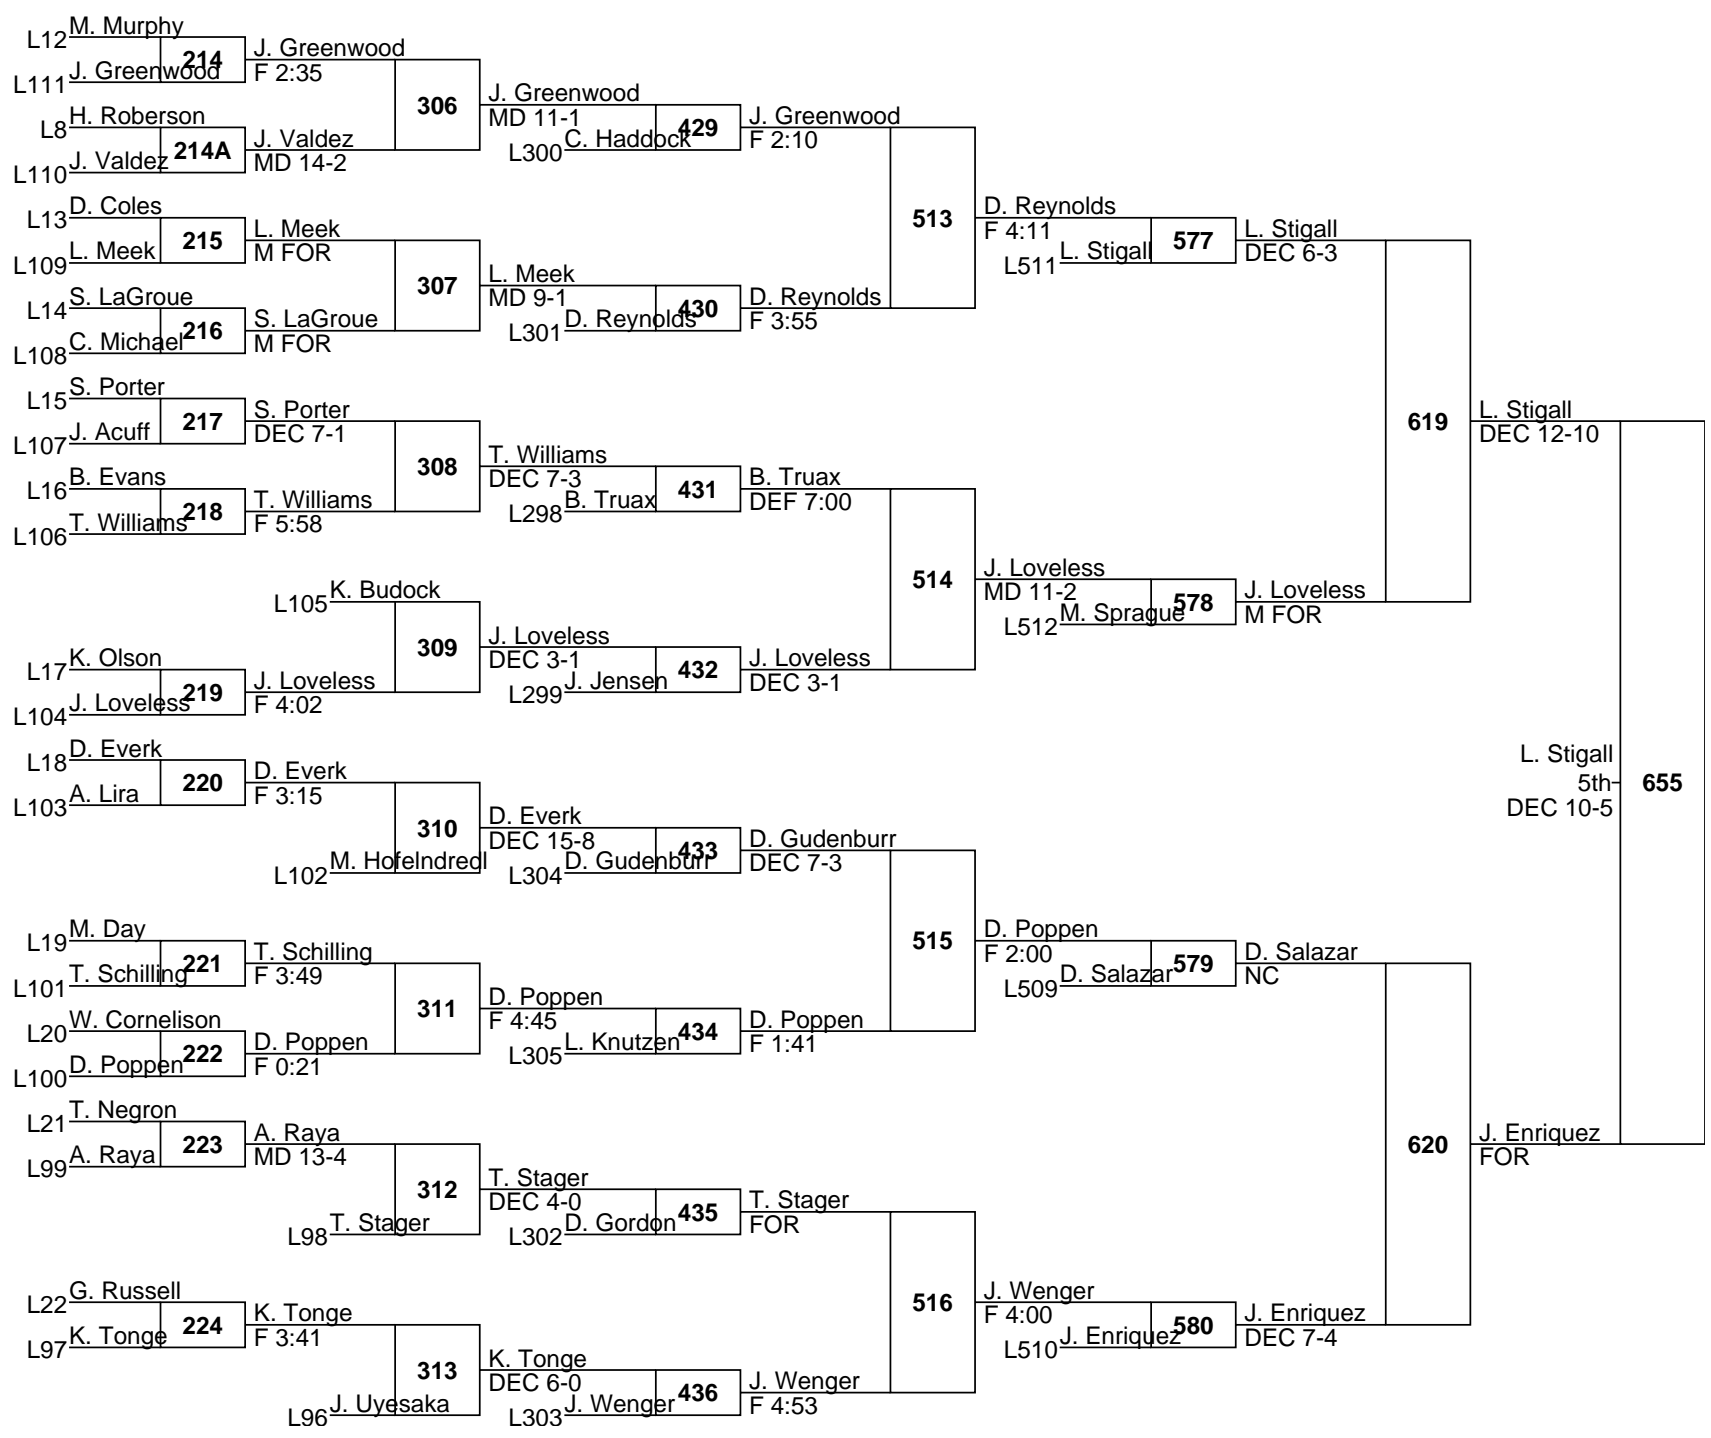 M. Murphy
L12
214
J. Greenwood
J. Greenwood
L111
F 2:35
306
J. Greenwood
MD 11-1
H. Roberson
L8
214A
J. Valdez
J. Valdez
L110
MD 14-2
429
C. Haddock
L300
J. Greenwood
F 2:10
D. Coles
L13
215
L. Meek
L. Meek
L109
M FOR
307
L. Meek
MD 9-1
S. LaGroue
L14
216
S. LaGroue
C. Michael
L108
M FOR
430
D. Reynolds
L301
D. Reynolds
F 3:55
513
D. Reynolds
F 4:11
577
L. Stigall
L511
L. Stigall
DEC 6-3
S. Porter
L15
217
S. Porter
J. Acuff
L107
DEC 7-1
308
T. Williams
DEC 7-3
B. Evans
L16
218
T. Williams
T. Williams
L106
F 5:58
431
B. Truax
L298
B. Truax
DEF 7:00
619
L. Stigall
DEC 12-10
K. Budock
L105
309
J. Loveless
DEC 3-1
K. Olson
L17
219
J. Loveless
J. Loveless
L104
F 4:02
432
J. Jensen
L299
J. Loveless
DEC 3-1
514
J. Loveless
MD 11-2
578
M. Sprague
L512
J. Loveless
M FOR
D. Everk
L18
220
D. Everk
A. Lira
L103
F 3:15
310
D. Everk
DEC 15-8
M. Hofelndredl
L102
433
D. Gudenburr
L304
D. Gudenburr
DEC 7-3
L. Stigall
5th
DEC 10-5
655
M. Day
L19
221
T. Schilling
T. Schilling
L101
F 3:49
311
D. Poppen
F 4:45
W. Cornelison
L20
222
D. Poppen
D. Poppen
L100
F 0:21
434
L. Knutzen
L305
D. Poppen
F 1:41
515
D. Poppen
F 2:00
579
D. Salazar
L509
D. Salazar
NC
T. Negron
L21
223
A. Raya
A. Raya
L99
MD 13-4
312
T. Stager
DEC 4-0
T. Stager
L98
435
D. Gordon
L302
T. Stager
FOR
620
J. Enriquez
FOR
G. Russell
L22
224
K. Tonge
K. Tonge
L97
F 3:41
313
K. Tonge
DEC 6-0
J. Uyesaka
L96
436
J. Wenger
L303
J. Wenger
F 4:53
516
J. Wenger
F 4:00
580
J. Enriquez
L510
J. Enriquez
DEC 7-4